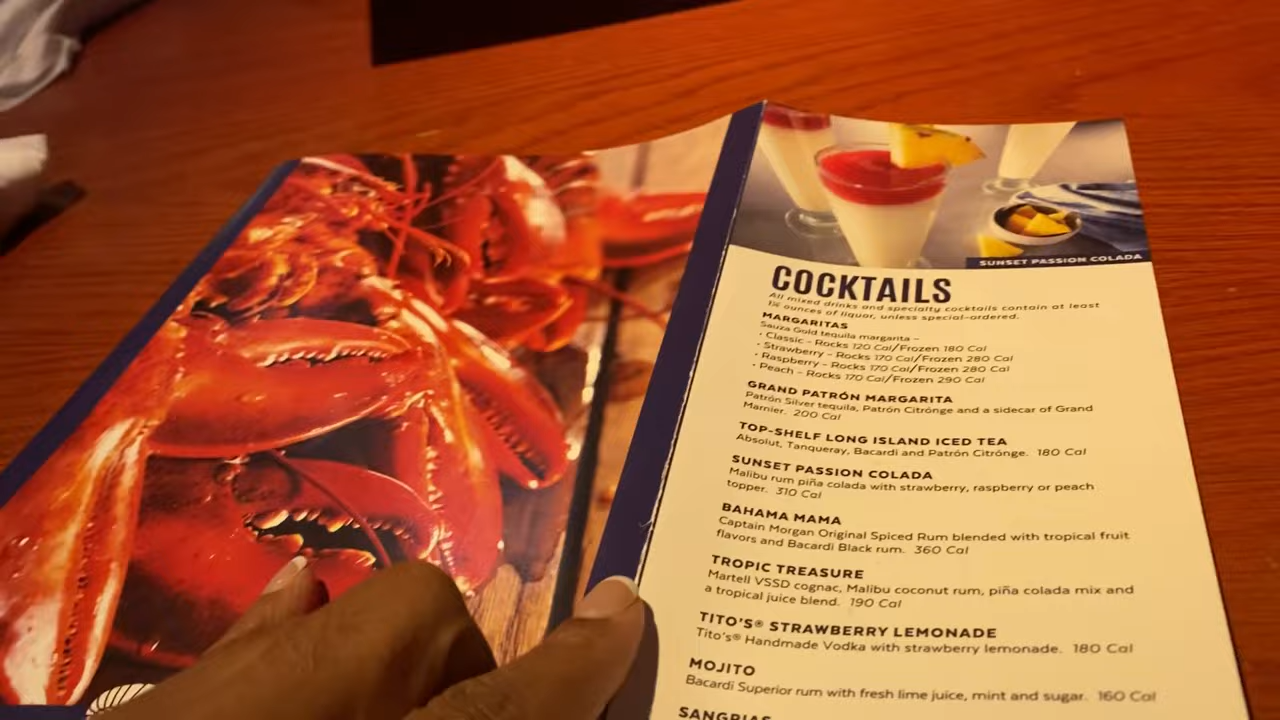 SUNSET PASSION COLADA
COCKTAILS
All mixed drinks and specialty cocktails contain at least
1¼ ounces of liquor, unless special-ordered.
MARGARITAS
Sauza Gold tequila margarita –
• Classic - Rocks 120 Cal/Frozen 180 Cal
• Strawberry - Rocks 170 Cal/Frozen 280 Cal
• Raspberry - Rocks 170 Cal/Frozen 280 Cal
• Peach - Rocks 170 Cal/Frozen 290 Cal
GRAND PATRÓN MARGARITA
Patrón Silver tequila, Patrón Citrónge and a sidecar of Grand
Marnier. 200 Cal
TOP-SHELF LONG ISLAND ICED TEA
Absolut, Tanqueray, Bacardi and Patrón Citrónge. 180 Cal
SUNSET PASSION COLADA
Malibu rum piña colada with strawberry, raspberry or peach
topper. 310 Cal
BAHAMA MAMA
Captain Morgan Original Spiced Rum blended with tropical fruit
flavors and Bacardi Black rum. 360 Cal
TROPIC TREASURE
Martell VSSD cognac, Malibu coconut rum, piña colada mix and
a tropical juice blend. 190 Cal
TITO'S® STRAWBERRY LEMONADE
Tito's® Handmade Vodka with strawberry lemonade. 180 Cal
MOJITO
Bacardi Superior rum with fresh lime juice, mint and sugar. 160 Cal
SANGRIAS